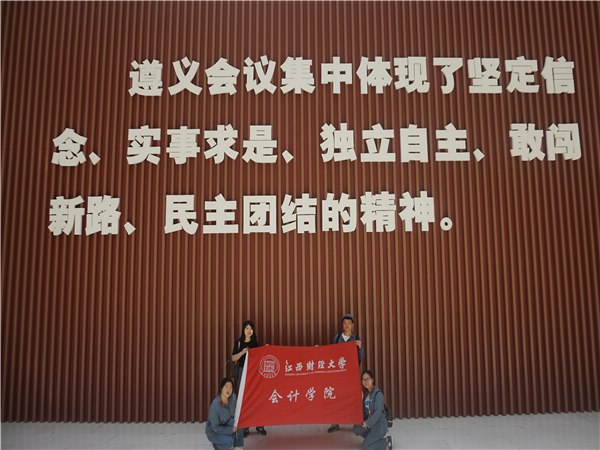 遵义会议集中体现了坚定信
念、实事求是、独立自主、敢闯
新路、民主团结的精神。
江西财经大学
会计学院